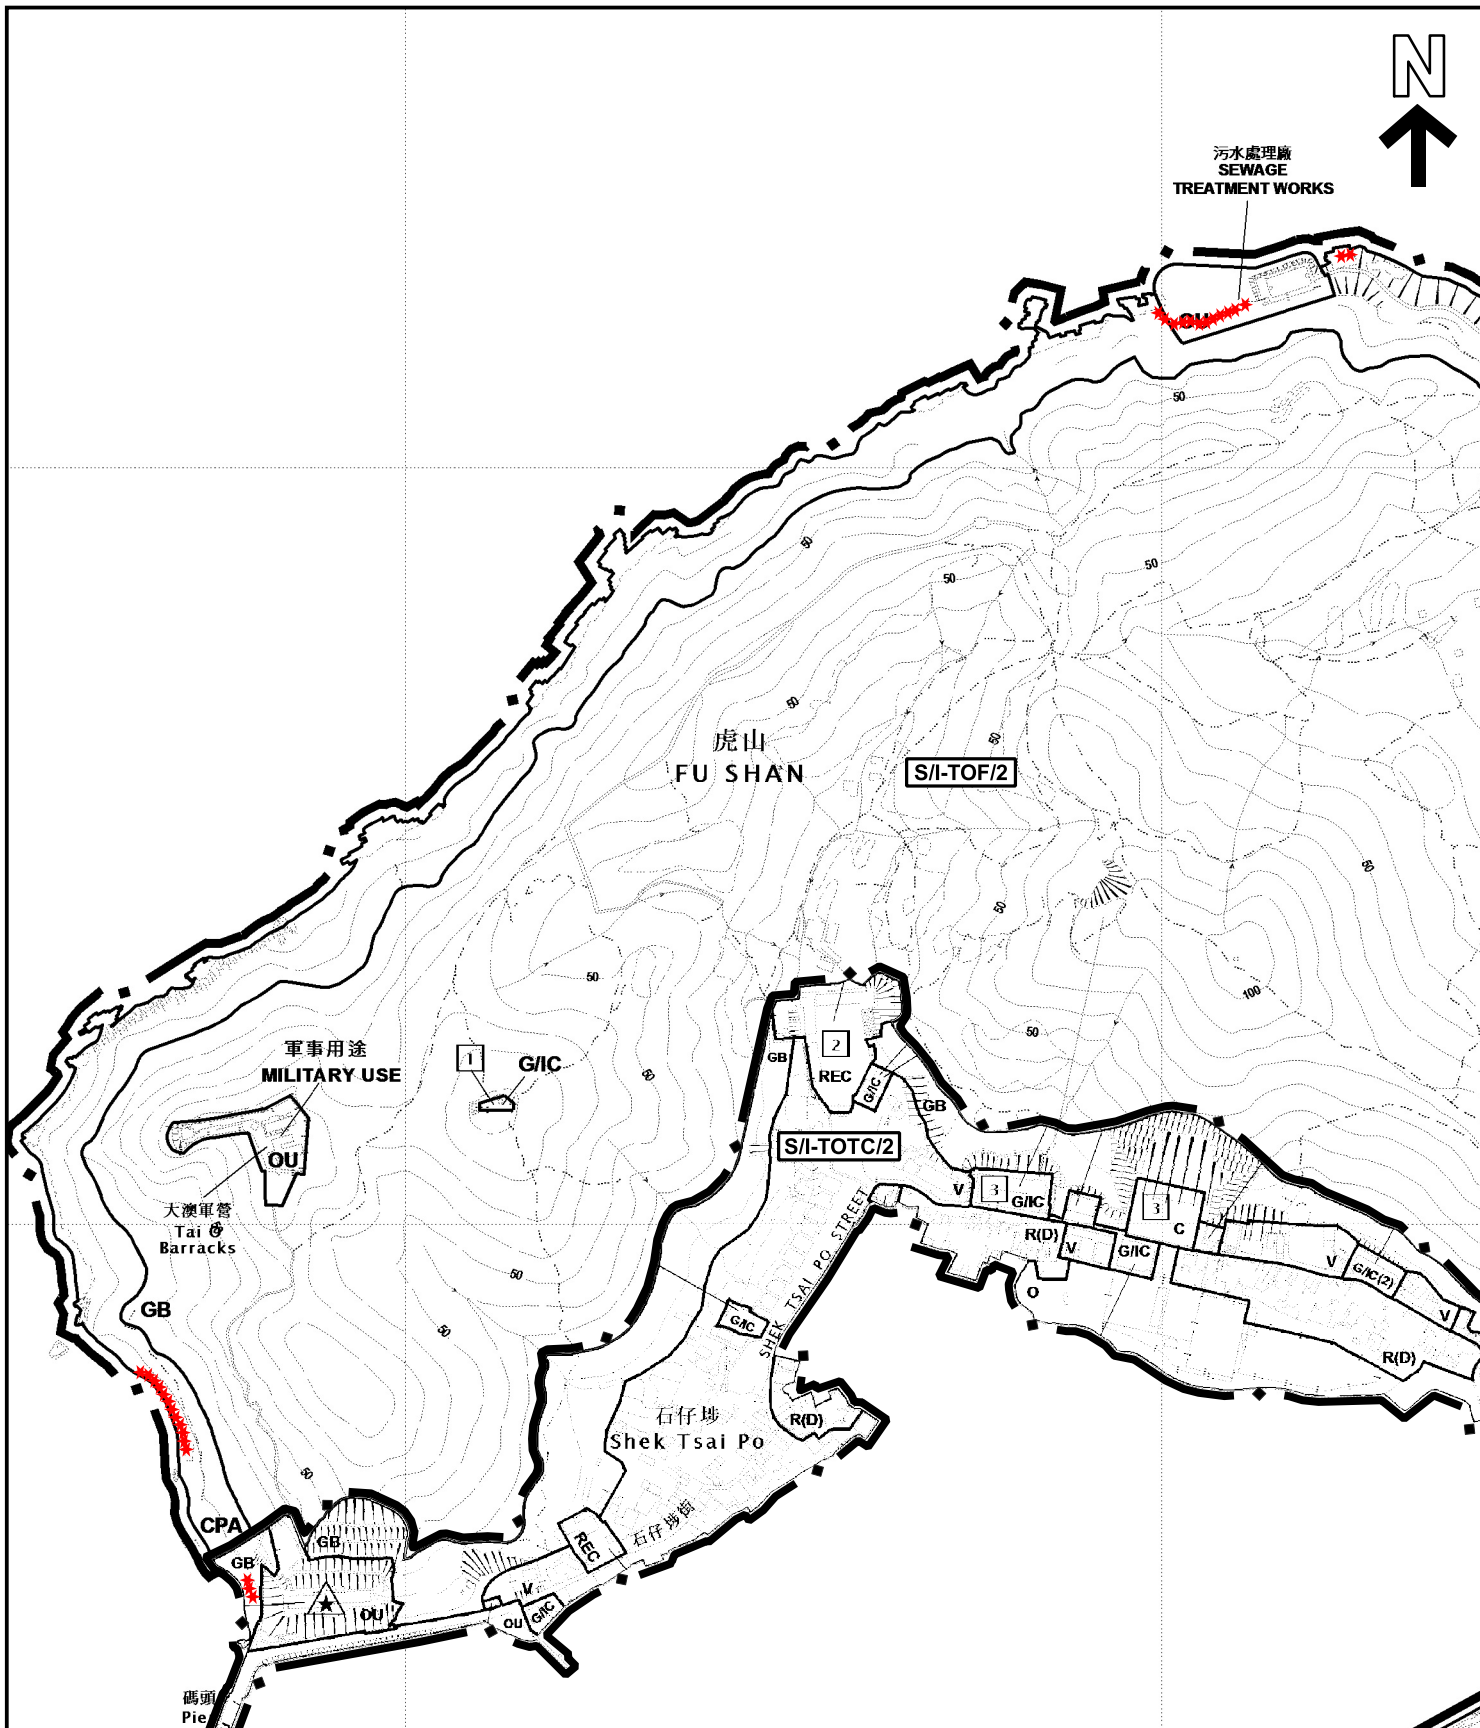 N
污水處理廠
SEWAGE
TREATMENT WORKS
OU
50
50
50
50
50
虎山
FU SHAN
50
50
S/I-TOF/2
50
50
50
100
50
2
REC
GB
G/IC
GB
軍事用途
MILITARY USE
1
G/IC
50
OU
S/I-TOTC/2
大澳軍營
Tai O
Barracks
V
3
G/IC
3
C
R(D)
V
G/IC
V
G/IC(2)
V
SHEK TSAI PO STREET
50
O
GB
50
G/IC
R(D)
石仔埗
Shek Tsai Po
R(D)
50
CPA
GB
GB
REC
石仔埗街
OU
V
OU
G/IC
碼頭
Pie